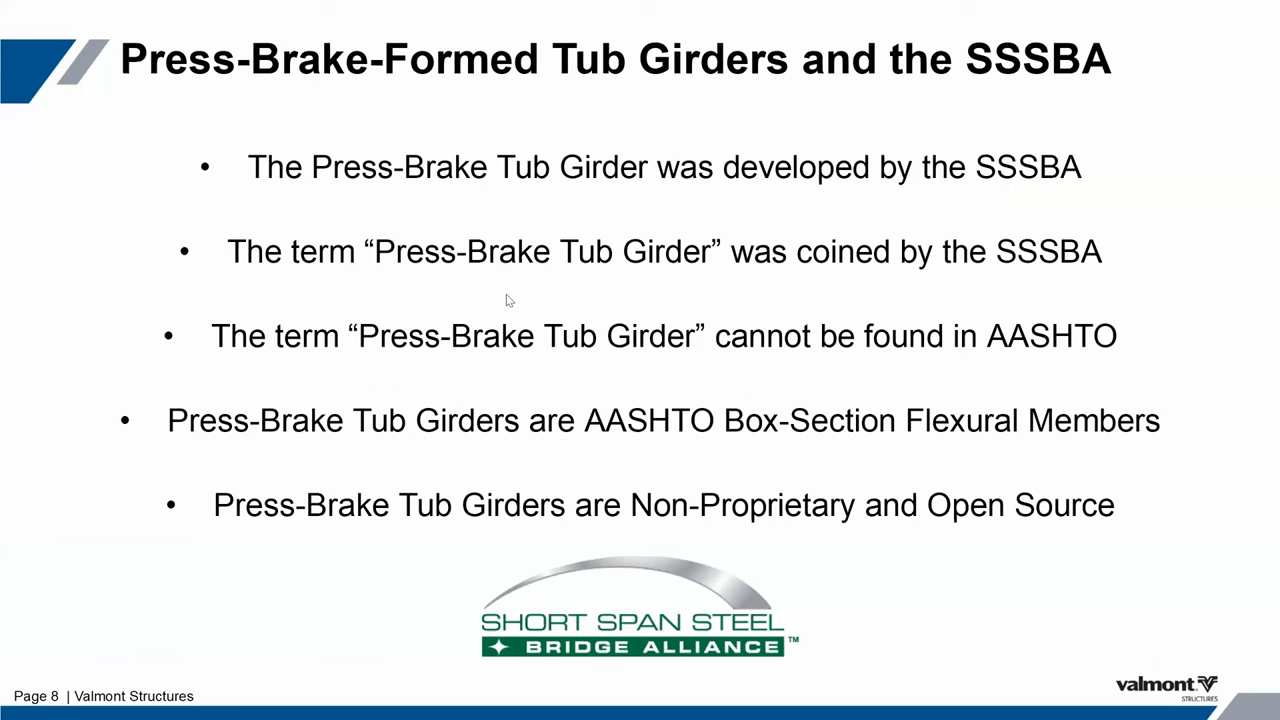 Press-Brake-Formed Tub Girders and the SSSBA
• The Press-Brake Tub Girder was developed by the SSSBA
• The term “Press-Brake Tub Girder” was coined by the SSSBA
• The term “Press-Brake Tub Girder” cannot be found in AASHTO
• Press-Brake Tub Girders are AASHTO Box-Section Flexural Members
• Press-Brake Tub Girders are Non-Proprietary and Open Source
SHORT SPAN STEEL
BRIDGE ALLIANCE™
Page 8 | Valmont Structures
valmont
STRUCTURES